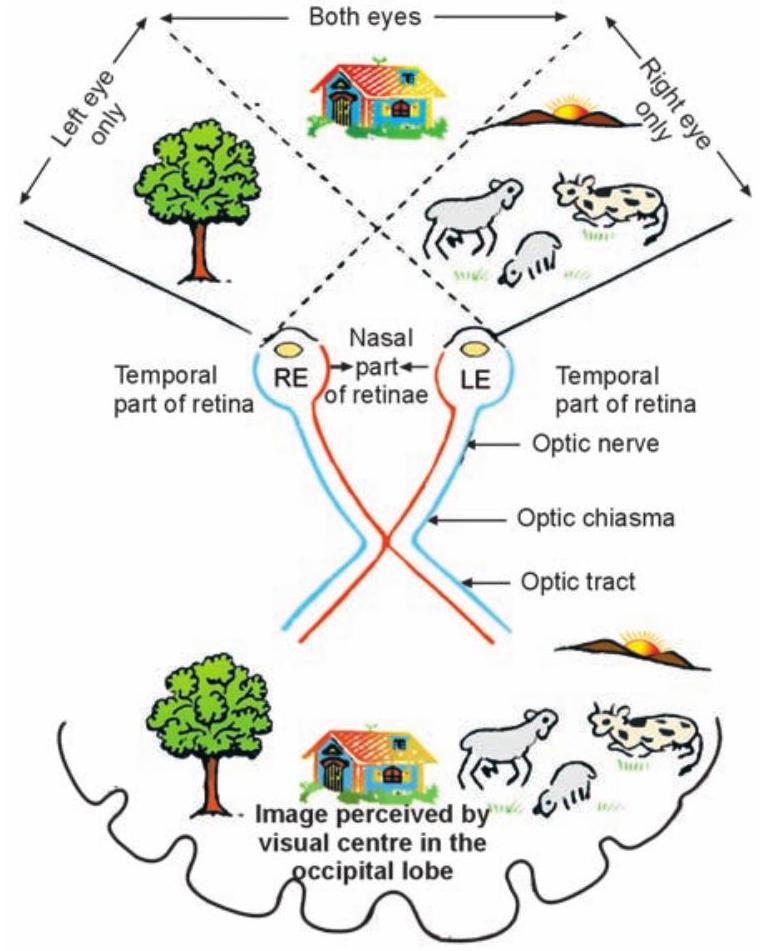 Both eyes
Left eye
only
Right eye
only
RE
Nasal
part
of retinae
LE
Temporal
part of retina
Temporal
part of retina
Optic nerve
Optic chiasma
Optic tract
Image perceived by
visual centre in the
occipital lobe